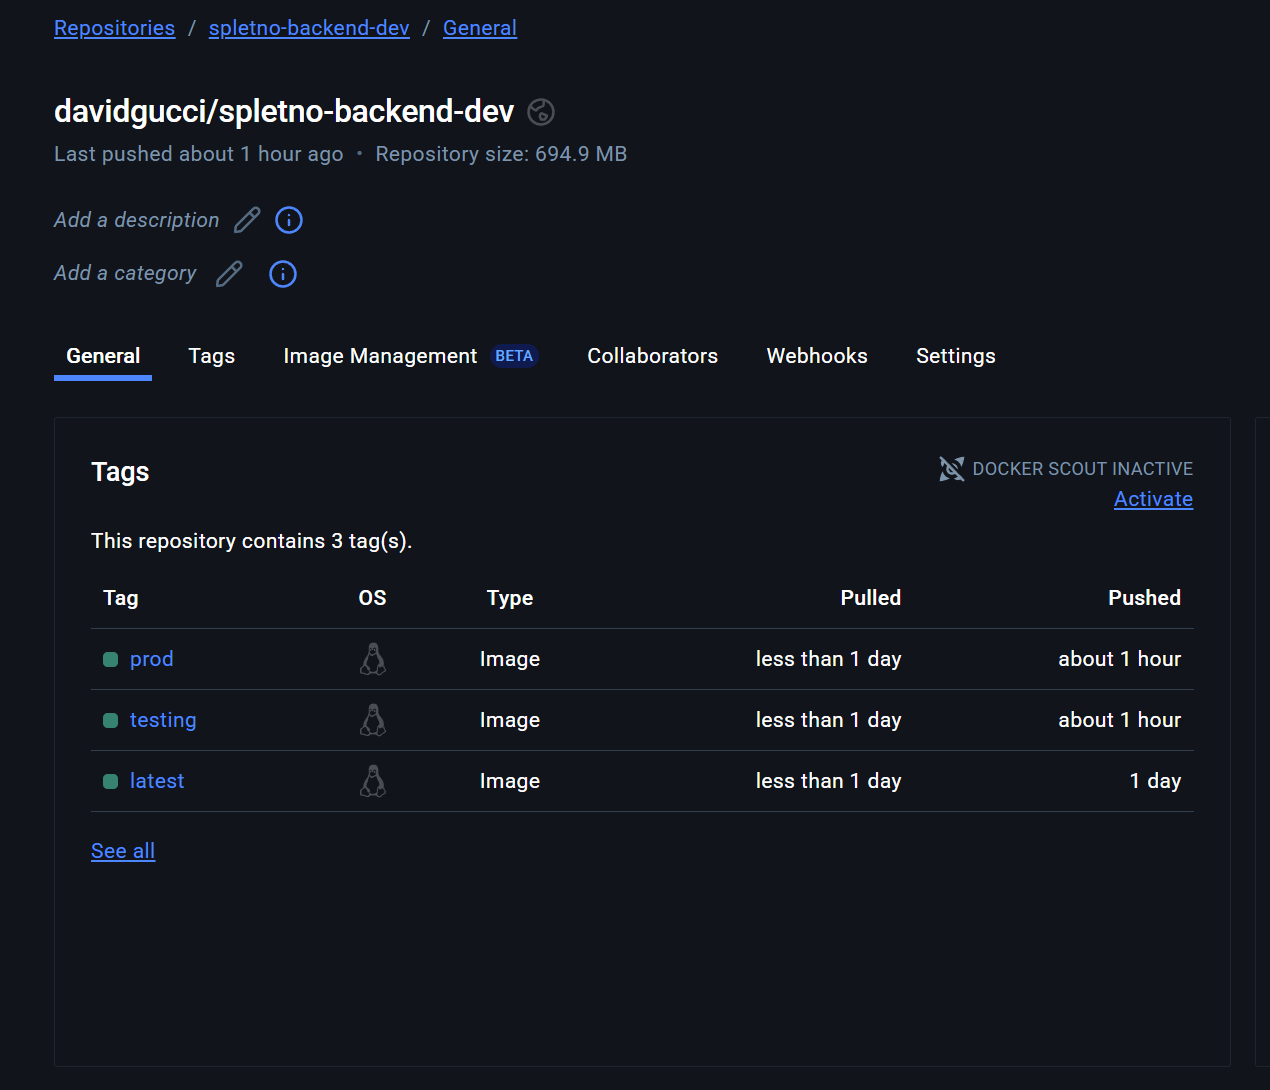 Repositories / spletno-backend-dev / General
davidgucci/spletno-backend-dev
Last pushed about 1 hour ago • Repository size: 694.9 MB
Add a description
Add a category
General Tags Image Management BETA Collaborators Webhooks Settings
Tags
DOCKER SCOUT INACTIVE
Activate
This repository contains 3 tag(s).
Tag OS Type Pulled Pushed
prod Image less than 1 day about 1 hour
testing Image less than 1 day about 1 hour
latest Image less than 1 day 1 day
See all